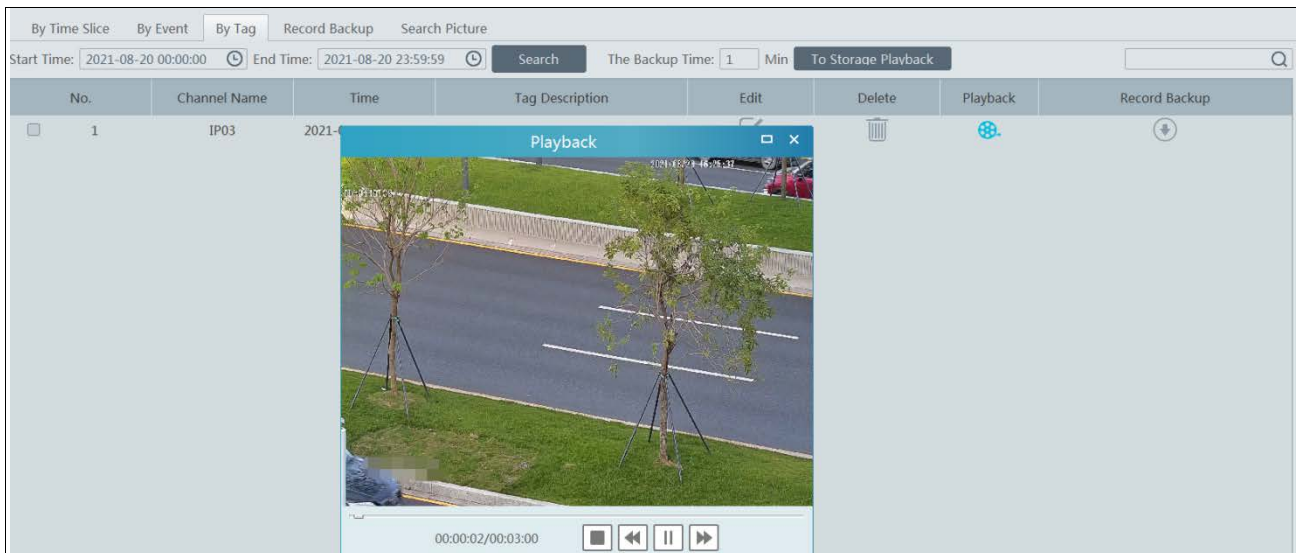 By Time Slice By Event By Tag Record Backup Search Picture
Start Time: 2021-08-20 00:00:00 End Time: 2021-08-20 23:59:59 Search The Backup Time: 1 Min To Storage Playback
No. Channel Name Time Tag Description Edit Delete Playback Record Backup
1 IP03 2021-
Playback
00:00:02/00:03:00